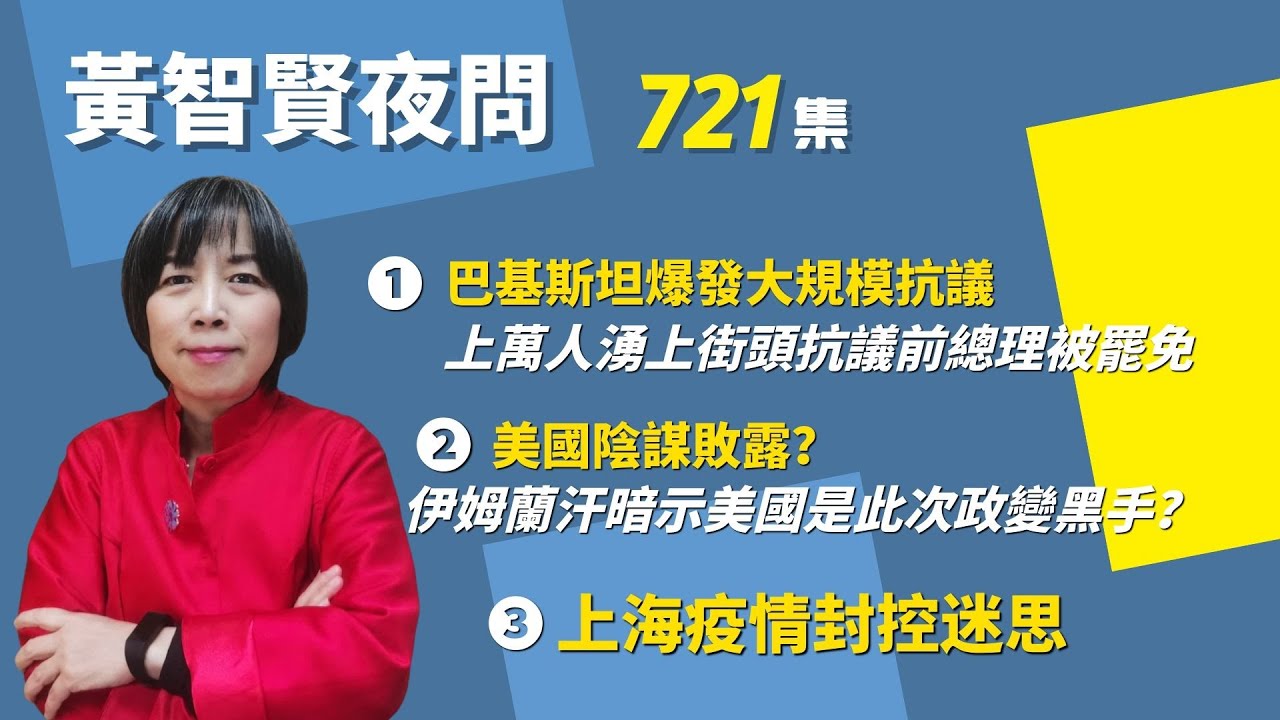 黃智賢夜問 721集
1 巴基斯坦爆發大規模抗議
上萬人湧上街頭抗議前總理被罷免
2 美國陰謀敗露?
伊姆蘭汗暗示美國是此次政變黑手?
3 上海疫情封控迷思